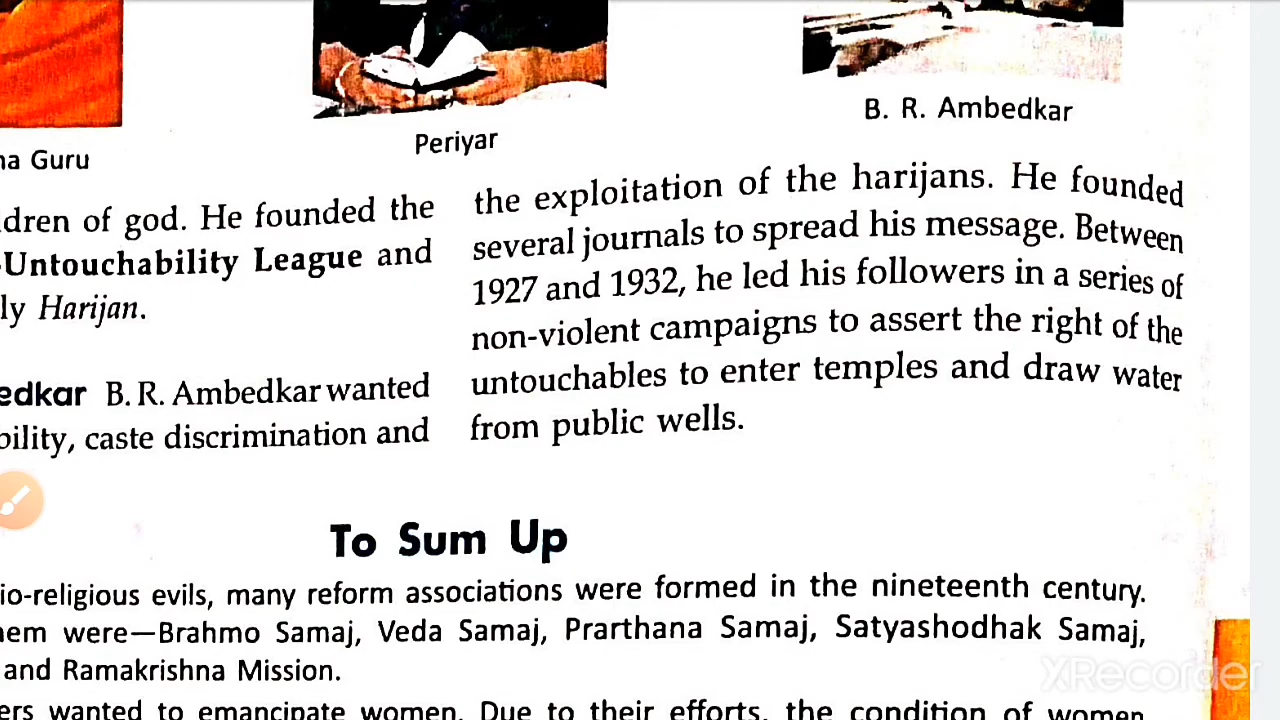 na Guru
Periyar
B. R. Ambedkar
ldren of god. He founded the
-Untouchability League and
ly Harijan.
edkar B. R. Ambedkar wanted
bility, caste discrimination and
the exploitation of the harijans. He founded
several journals to spread his message. Between
1927 and 1932, he led his followers in a series of
non-violent campaigns to assert the right of the
untouchables to enter temples and draw water
from public wells.
To Sum Up
io-religious evils, many reform associations were formed in the nineteenth century.
hem were—Brahmo Samaj, Veda Samaj, Prarthana Samaj, Satyashodhak Samaj,
and Ramakrishna Mission.
ers wanted to emancipate women. Due to their efforts, the condition of women
XRecorder